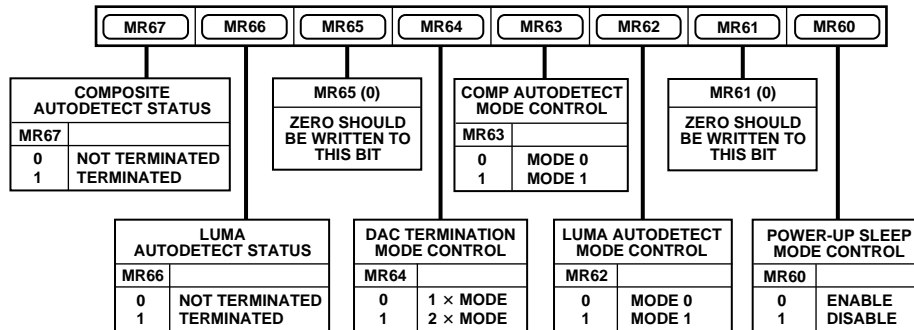 MR67 MR66 MR65 MR64 MR63 MR62 MR61 MR60
COMPOSITE
AUTODETECT STATUS
MR67
0 NOT TERMINATED
1 TERMINATED
MR65 (0)
ZERO SHOULD
BE WRITTEN TO
THIS BIT
COMP AUTODETECT
MODE CONTROL
MR63
0 MODE 0
1 MODE 1
MR61 (0)
ZERO SHOULD
BE WRITTEN TO
THIS BIT
LUMA
AUTODETECT STATUS
MR66
0 NOT TERMINATED
1 TERMINATED
DAC TERMINATION
MODE CONTROL
MR64
0 1 × MODE
1 2 × MODE
LUMA AUTODETECT
MODE CONTROL
MR62
0 MODE 0
1 MODE 1
POWER-UP SLEEP
MODE CONTROL
MR60
0 ENABLE
1 DISABLE